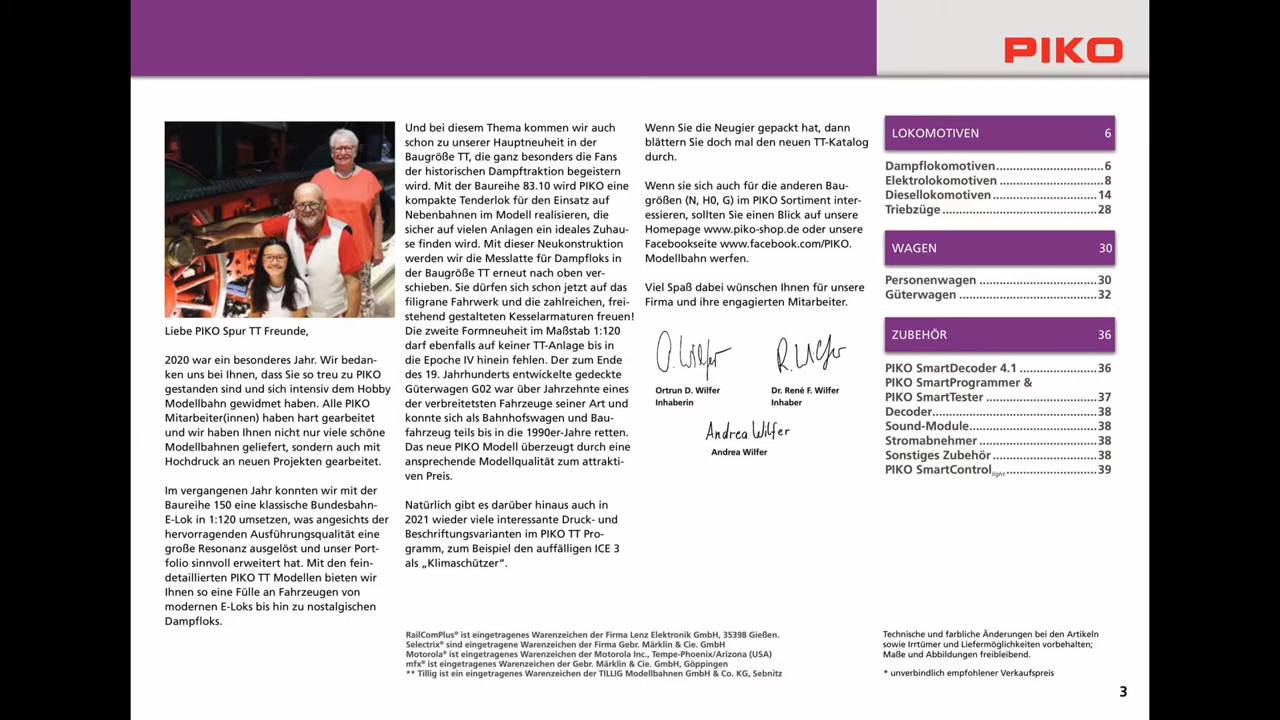 PIKO
Liebe PIKO Spur TT Freunde,
2020 war ein besonderes Jahr. Wir bedan-
ken uns bei Ihnen, dass Sie so treu zu PIKO
gestanden sind und sich intensiv dem Hobby
Modellbahn gewidmet haben. Alle PIKO
Mitarbeiter(innen) haben hart gearbeitet
und wir haben Ihnen nicht nur viele schöne
Modellbahnen geliefert, sondern auch mit
Hochdruck an neuen Projekten gearbeitet.
Im vergangenen Jahr konnten wir mit der
Baureihe 150 eine klassische Bundesbahn-
E-Lok in 1:120 umsetzen, was angesichts der
hervorragenden Ausführungsqualität eine
große Resonanz ausgelöst und unser Port-
folio sinnvoll erweitert hat. Mit den fein-
detaillierten PIKO TT Modellen bieten wir
Ihnen so eine Fülle an Fahrzeugen von
modernen E-Loks bis hin zu nostalgischen
Dampfloks.
Und bei diesem Thema kommen wir auch
schon zu unserer Hauptneuheit in der
Baugröße TT, die ganz besonders die Fans
der historischen Dampftraktion begeistern
wird. Mit der Baureihe 83.10 wird PIKO eine
kompakte Tenderlok für den Einsatz auf
Nebenbahnen im Modell realisieren, die
sicher auf vielen Anlagen ein ideales Zuhau-
se finden wird. Mit dieser Neukonstruktion
werden wir die Messlatte für Dampfloks in
der Baugröße TT erneut nach oben ver-
schieben. Sie dürfen sich schon jetzt auf das
filigrane Fahrwerk und die zahlreichen, frei-
stehend gestalteten Kesselarmaturen freuen!
Die zweite Formneuheit im Maßstab 1:120
darf ebenfalls auf keiner TT-Anlage bis in
die Epoche IV hinein fehlen. Der zum Ende
des 19. Jahrhunderts entwickelte gedeckte
Güterwagen G02 war über Jahrzehnte eines
der verbreitetsten Fahrzeuge seiner Art und
konnte sich als Bahnhofswagen und Bau-
fahrzeug teils bis in die 1990er-Jahre retten.
Das neue PIKO Modell überzeugt durch eine
ansprechende Modellqualität zum attrakti-
ven Preis.
Natürlich gibt es darüber hinaus auch in
2021 wieder viele interessante Druck- und
Beschriftungsvarianten im PIKO TT Pro-
gramm, zum Beispiel den auffälligen ICE 3
als „Klimaschützer“.
Wenn Sie die Neugier gepackt hat, dann
blättern Sie doch mal den neuen TT-Katalog
durch.
Wenn sie sich auch für die anderen Bau-
größen (N, H0, G) im PIKO Sortiment inter-
essieren, sollten Sie einen Blick auf unsere
Homepage www.piko-shop.de oder unsere
Facebookseite www.facebook.com/PIKO.
Modellbahn werfen.
Viel Spaß dabei wünschen Ihnen für unsere
Firma und ihre engagierten Mitarbeiter.
O. Wilfer
R. Wilfer
Ortrun D. Wilfer
Inhaberin
Dr. René F. Wilfer
Inhaber
Andrea Wilfer
Andrea Wilfer
LOKOMOTIVEN 6
Dampflokomotiven 6
Elektrolokomotiven 8
Diesellokomotiven 14
Triebzüge 28
WAGEN 30
Personenwagen 30
Güterwagen 32
ZUBEHÖR 36
PIKO SmartDecoder 4.1 36
PIKO SmartProgrammer &
PIKO SmartTester 37
Decoder 38
Sound-Module 38
Stromabnehmer 38
Sonstiges Zubehör 38
PIKO SmartControl light 39
RailComPlus® ist eingetragenes Warenzeichen der Firma Lenz Elektronik GmbH, 35398 Gießen.
Selectrix® sind eingetragene Warenzeichen der Firma Gebr. Märklin & Cie. GmbH
Motorola® ist eingetragenes Warenzeichen der Motorola Inc., Tempe-Phoenix/Arizona (USA)
mfx® ist eingetragenes Warenzeichen der Gebr. Märklin & Cie. GmbH, Göppingen
** Tillig ist ein eingetragenes Warenzeichen der TILLIG Modellbahnen GmbH & Co. KG, Sebnitz
Technische und farbliche Änderungen bei den Artikeln
sowie Irrtümer und Liefermöglichkeiten vorbehalten;
Maße und Abbildungen freibleibend.
* unverbindlich empfohlener Verkaufspreis
3